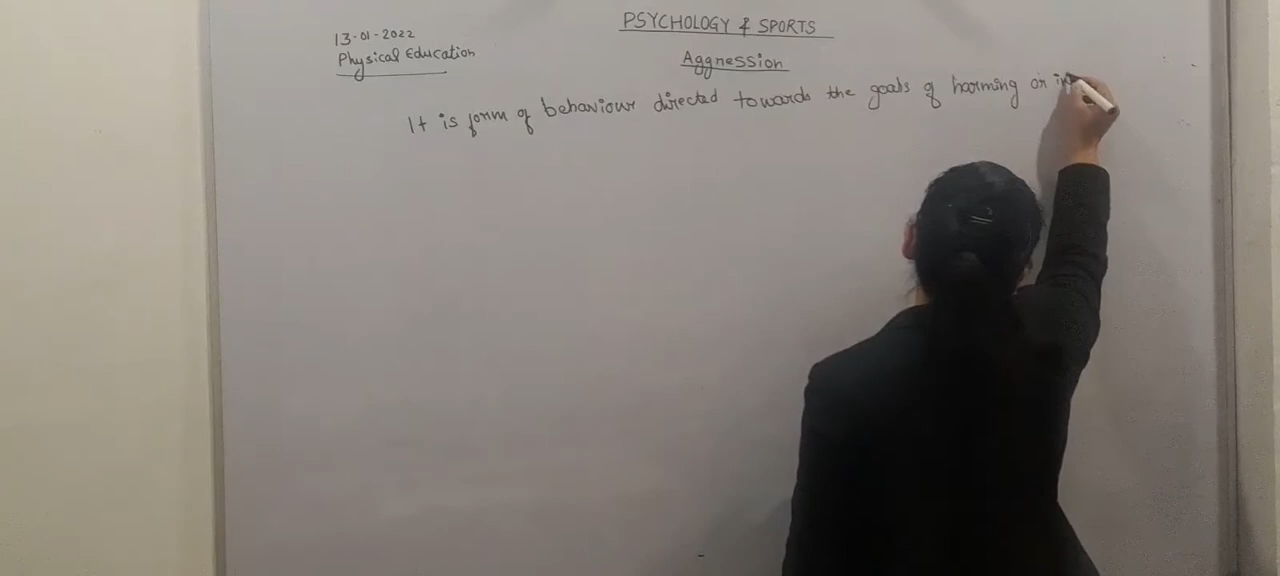 PSYCHOLOGY & SPORTS
13-01-2022
Physical Education
Aggression
It is form of behaviour directed towards the goals of harming or